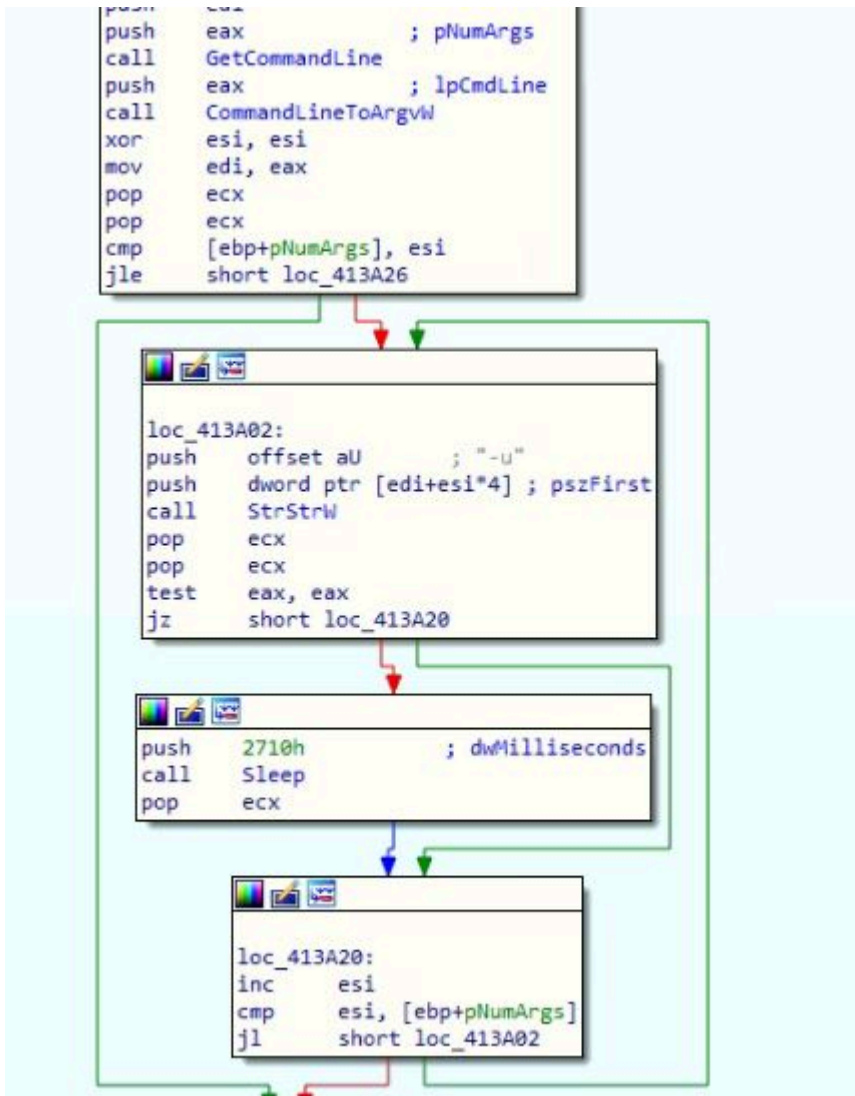 push edi
push eax ; pNumArgs
call GetCommandLine
push eax ; lpCmdLine
call CommandLineToArgvW
xor esi, esi
mov edi, eax
pop ecx
pop ecx
cmp [ebp+pNumArgs], esi
jle short loc_413A26
loc_413A02:
push offset aU ; "-u"
push dword ptr [edi+esi*4] ; pszFirst
call StrStrW
pop ecx
pop ecx
test eax, eax
jz short loc_413A20
push 2710h ; dwMilliseconds
call Sleep
pop ecx
loc_413A20:
inc esi
cmp esi, [ebp+pNumArgs]
jl short loc_413A02